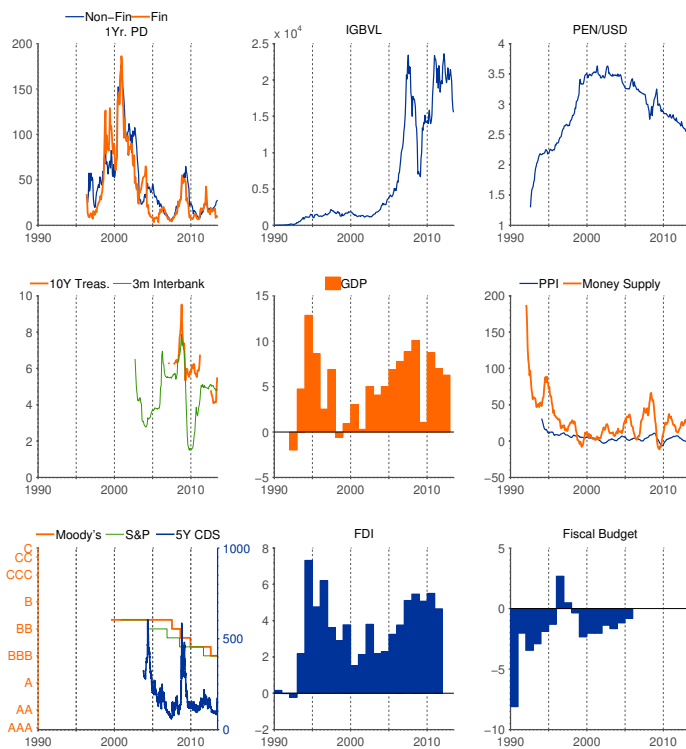 Non-Fin Fin
1Yr. PD
200
150
100
50
0
1990 2000 2010
IGBVL
2.5 x 10⁴
2
1.5
1
0.5
0
1990 2000 2010
PEN/USD
4
3.5
3
2.5
2
1.5
1
1990 2000 2010
10Y Treas. 3m Interbank
10
8
6
4
2
0
1990 2000 2010
GDP
15
10
5
0
−5
1990 2000 2010
PPI Money Supply
200
150
100
50
0
−50
1990 2000 2010
Moody's S&P 5Y CDS
C
CC
CCC
B
BB
BBB
A
AA
AAA
1000
500
0
1990 2000 2010
FDI
8
6
4
2
0
−2
1990 2000 2010
Fiscal Budget
5
0
−5
−10
1990 2000 2010